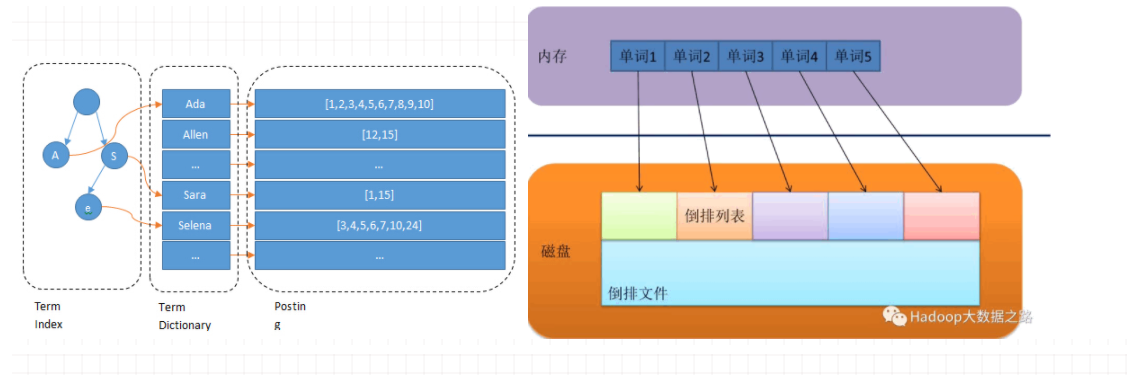 A
S
e
Ada
[1,2,3,4,5,6,7,8,9,10]
Allen
[12,15]
...
...
Sara
[1,15]
Selena
[3,4,5,6,7,10,24]
...
...
Term
Index
Term
Dictionary
Postin
g
内存
单词1
单词2
单词3
单词4
单词5
磁盘
倒排列表
倒排文件
Hadoop大数据之路